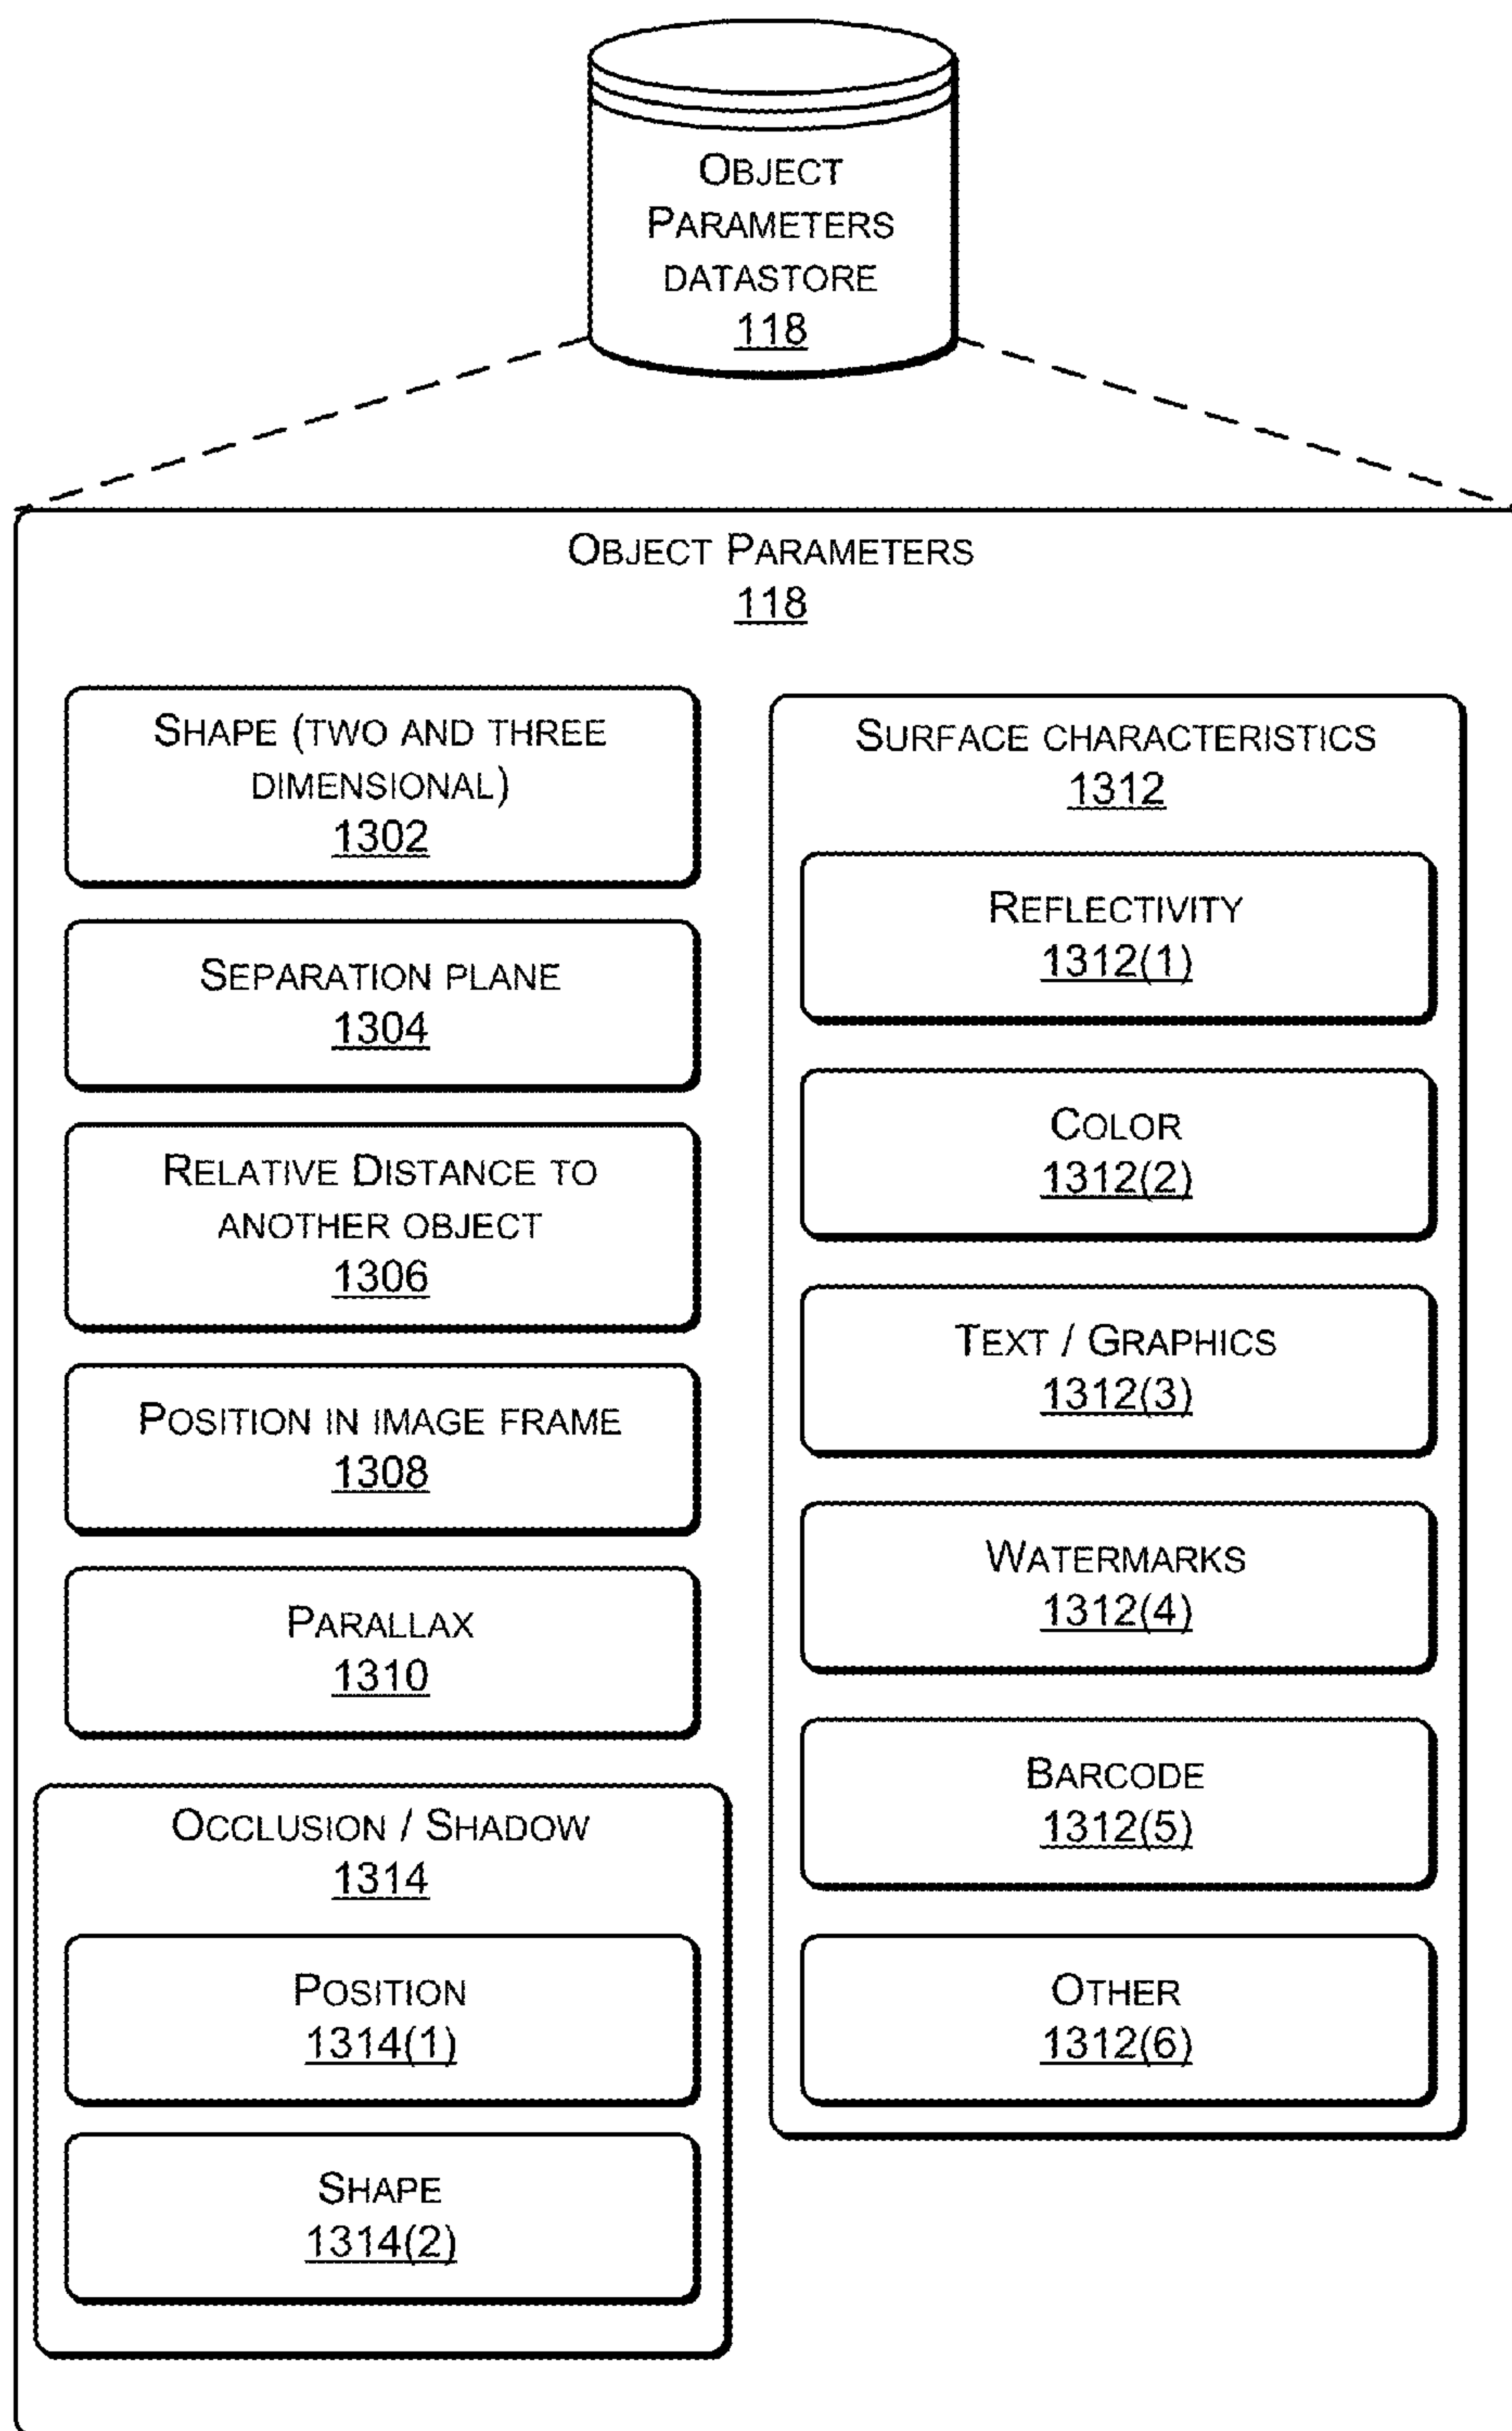 OBJECT
PARAMETERS
DATASTORE
118
OBJECT PARAMETERS
118
SHAPE (TWO AND THREE
DIMENSIONAL)
1302
SEPARATION PLANE
1304
RELATIVE DISTANCE TO
ANOTHER OBJECT
1306
POSITION IN IMAGE FRAME
1308
PARALLAX
1310
OCCLUSION / SHADOW
1314
POSITION
1314(1)
SHAPE
1314(2)
SURFACE CHARACTERISTICS
1312
REFLECTIVITY
1312(1)
COLOR
1312(2)
TEXT / GRAPHICS
1312(3)
WATERMARKS
1312(4)
BARCODE
1312(5)
OTHER
1312(6)